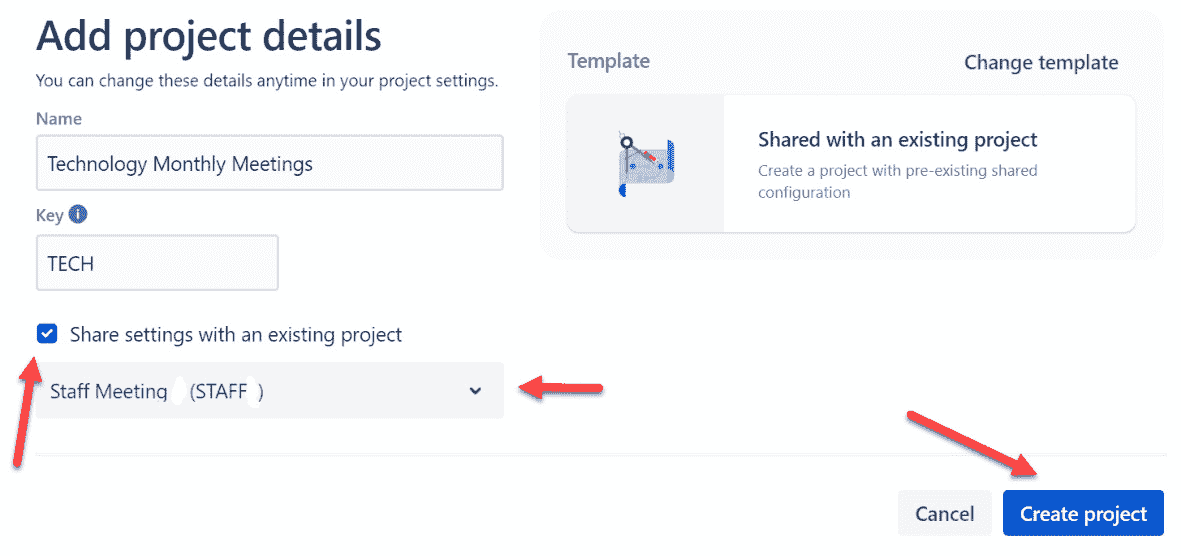 Add project details
You can change these details anytime in your project settings.
Name
Technology Monthly Meetings
Key
TECH
Share settings with an existing project
Staff Meeting (STAFF )
Template
Change template
Shared with an existing project
Create a project with pre-existing shared
configuration
Cancel
Create project